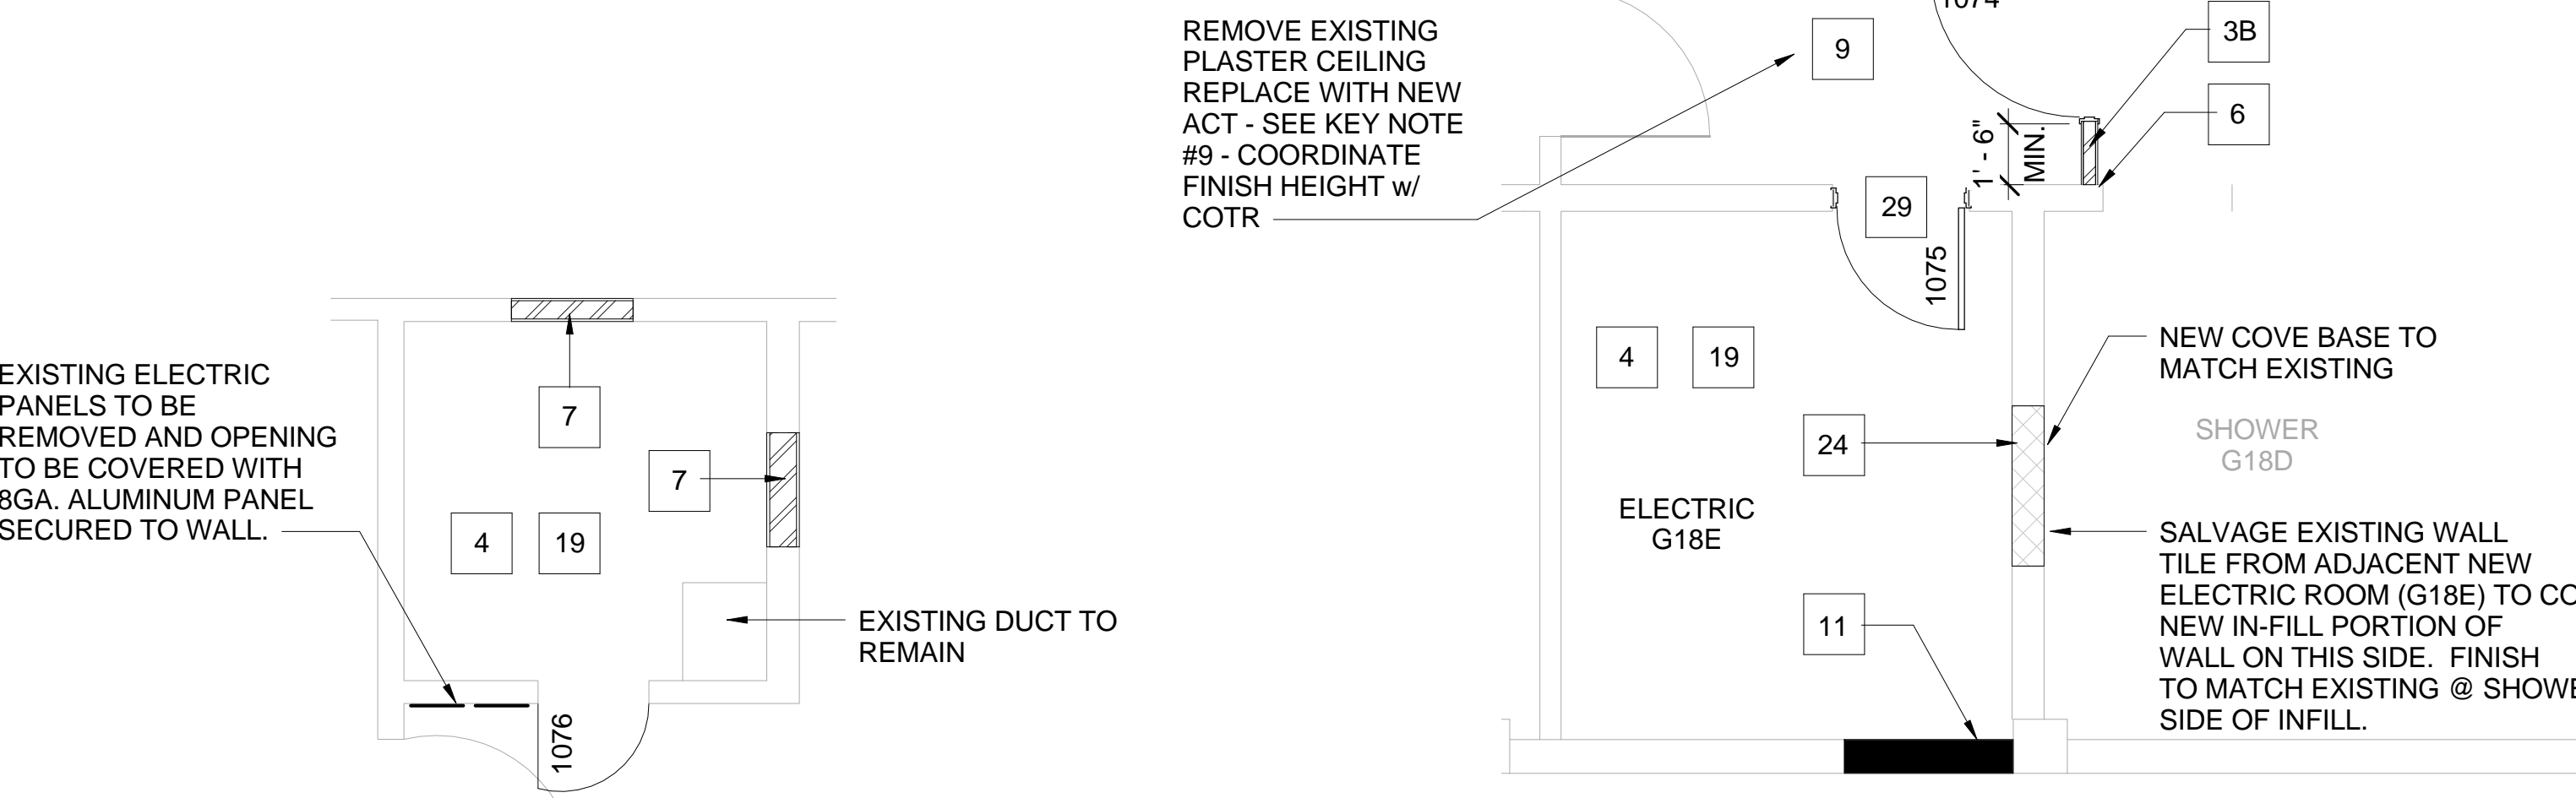 EXISTING ELECTRIC
PANELS TO BE
REMOVED AND OPENING
TO BE COVERED WITH
8GA. ALUMINUM PANEL
SECURED TO WALL.
7
7
4
19
1076
EXISTING DUCT TO
REMAIN
REMOVE EXISTING
PLASTER CEILING
REPLACE WITH NEW
ACT - SEE KEY NOTE
#9 - COORDINATE
FINISH HEIGHT w/
COTR
9
1074
3B
6
1' - 6"
MIN.
29
1075
4
19
24
ELECTRIC
G18E
11
NEW COVE BASE TO
MATCH EXISTING
SHOWER
G18D
SALVAGE EXISTING WALL
TILE FROM ADJACENT NEW
ELECTRIC ROOM (G18E) TO
NEW IN-FILL PORTION OF
WALL ON THIS SIDE. FINISH
TO MATCH EXISTING @
SIDE OF INFILL.